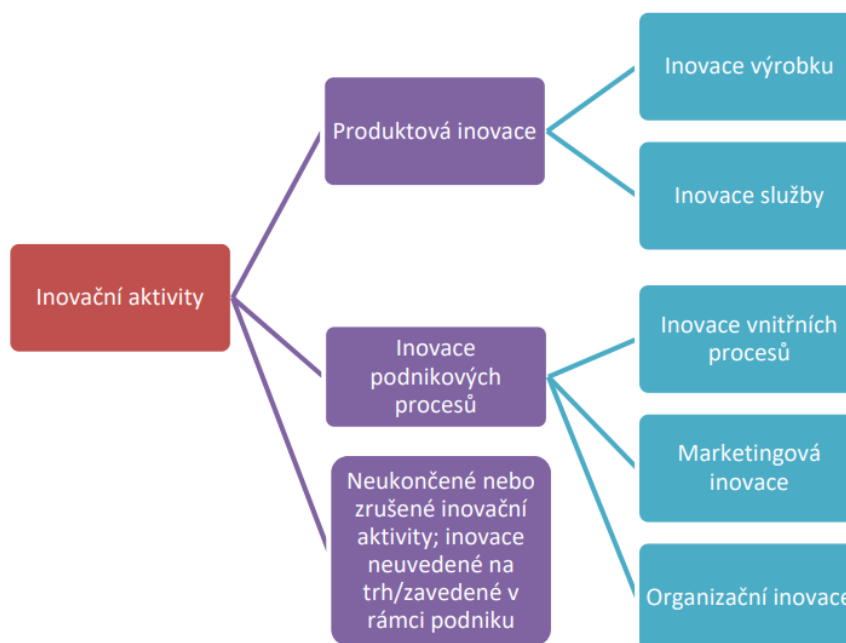 Inovační aktivity
Produktová inovace
Inovace výrobku
Inovace služby
Inovace
podnikových
procesů
Inovace vnitřních
procesů
Marketingová
inovace
Organizační inovace
Neukončené nebo
zrušené inovační
aktivity; inovace
neuvedené na
trh/zavedené v
rámci podniku